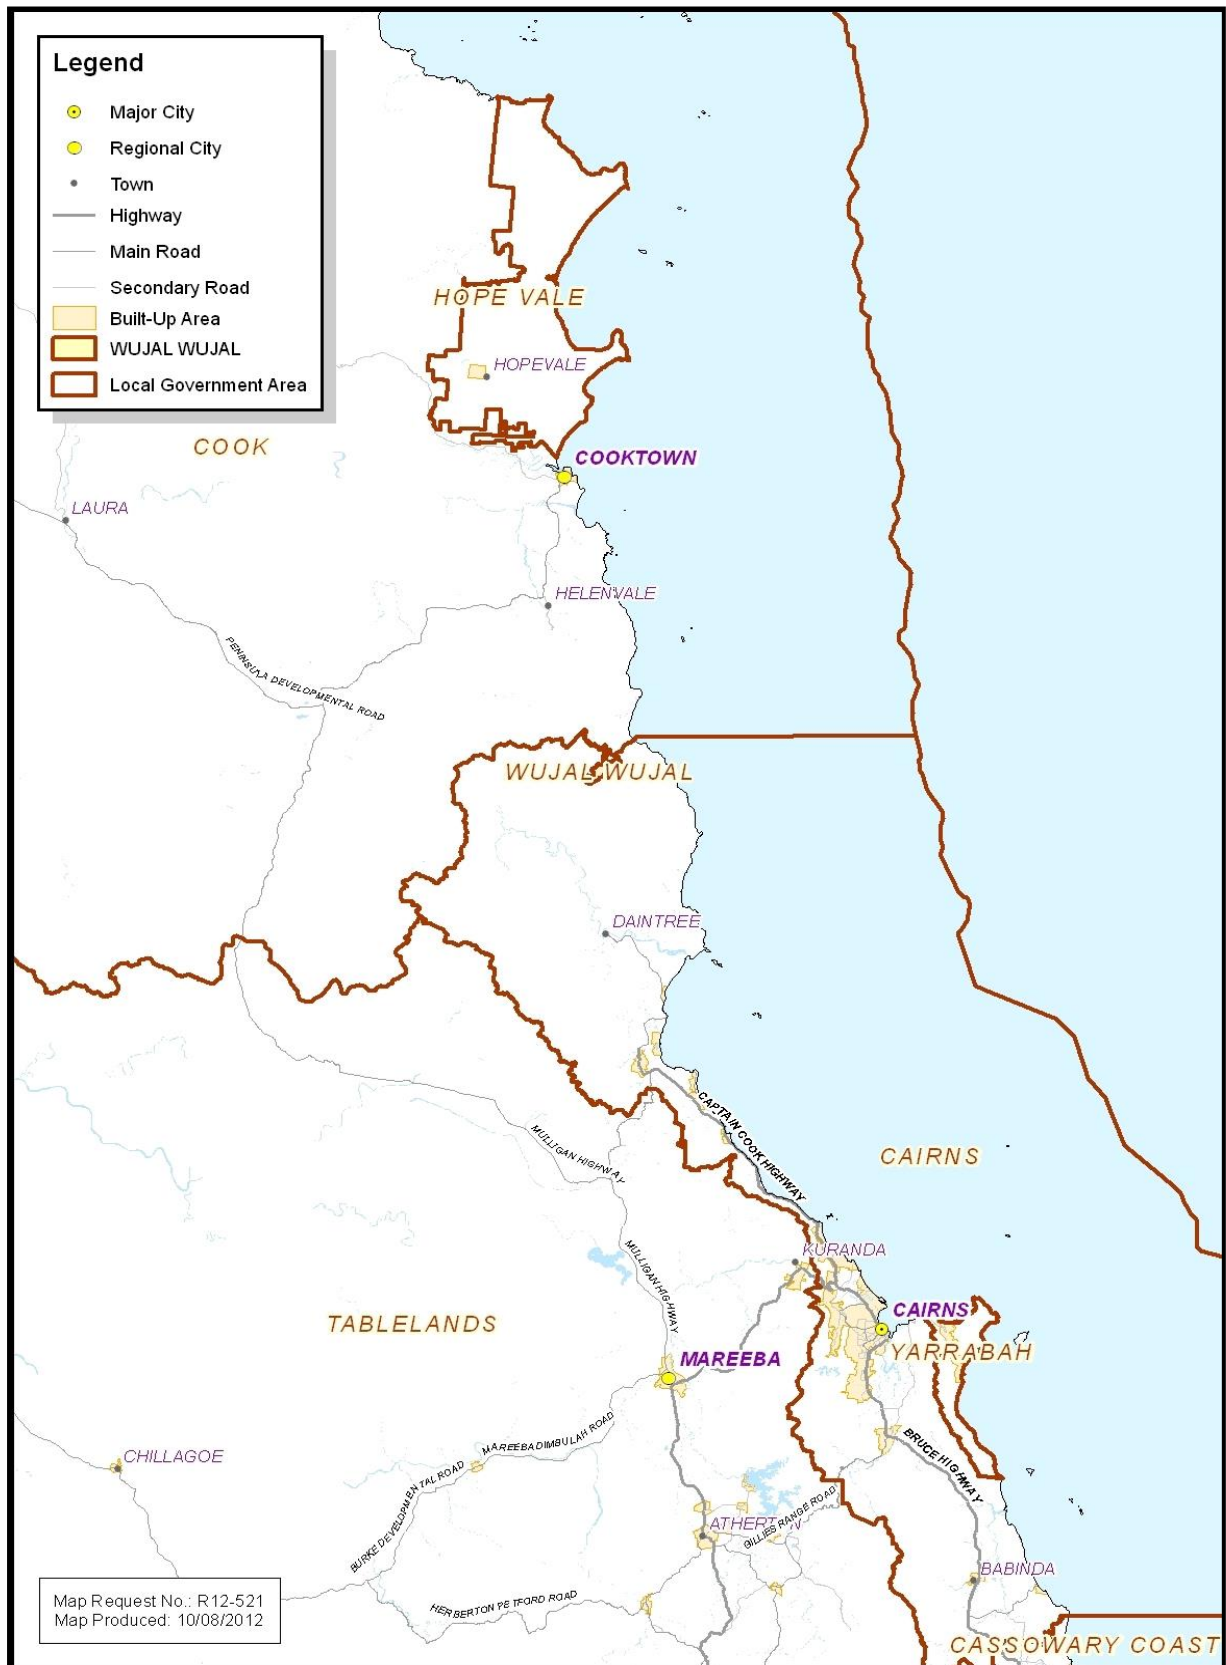 Legend
Major City
Regional City
Town
Highway
Main Road
Secondary Road
Built-Up Area
WUJAL WUJAL
Local Government Area
HOPE VALE
HOPEVALE
COOK
COOKTOWN
LAURA
HELENVALE
PENINSULA DEVELOPMENTAL ROAD
WUJAL WUJAL
DAINTREE
CAPTAIN COOK HIGHWAY
MULLIGAN HIGHWAY
CAIRNS
KURANDA
MULLIGAN HIGHWAY
CAIRNS
TABLELANDS
YARRABAH
MAREEBA
MAREEBA DIMBULAH ROAD
BRUCE HIGHWAY
CHILLAGOE
BURKE DEVELOPMENTAL ROAD
GILLIES RANGE ROAD
ATHERTON
BABINDA
HERBERTON PETFORD ROAD
Map Request No.: R12-521
Map Produced: 10/08/2012
CASSOWARY COAST